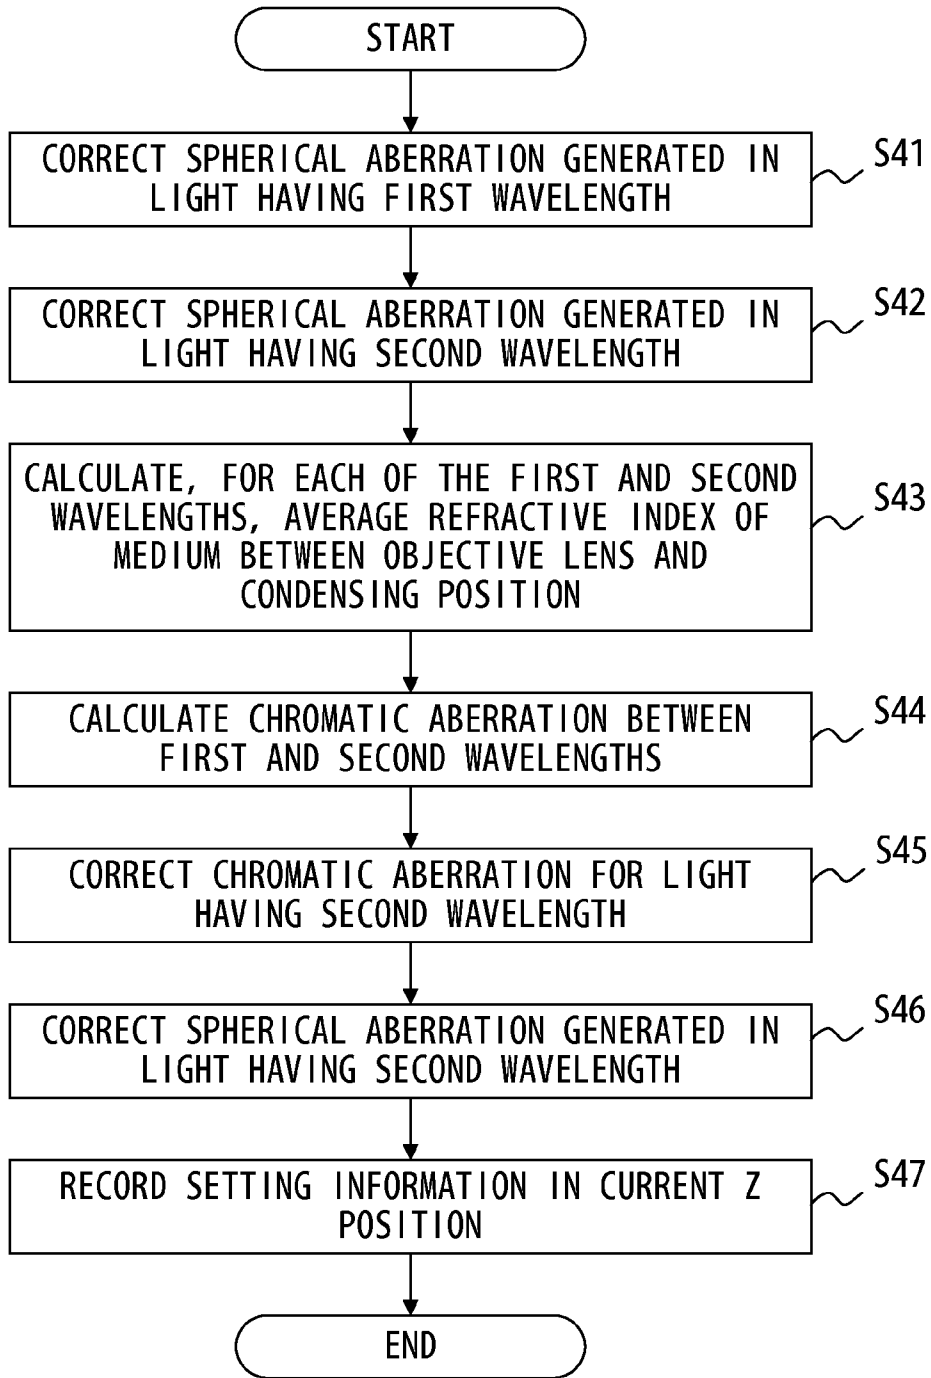 START
CORRECT SPHERICAL ABERRATION GENERATED IN
LIGHT HAVING FIRST WAVELENGTH
S41
CORRECT SPHERICAL ABERRATION GENERATED IN
LIGHT HAVING SECOND WAVELENGTH
S42
CALCULATE, FOR EACH OF THE FIRST AND SECOND
WAVELENGTHS, AVERAGE REFRACTIVE INDEX OF
MEDIUM BETWEEN OBJECTIVE LENS AND
CONDENSING POSITION
S43
CALCULATE CHROMATIC ABERRATION BETWEEN
FIRST AND SECOND WAVELENGTHS
S44
CORRECT CHROMATIC ABERRATION FOR LIGHT
HAVING SECOND WAVELENGTH
S45
CORRECT SPHERICAL ABERRATION GENERATED IN
LIGHT HAVING SECOND WAVELENGTH
S46
RECORD SETTING INFORMATION IN CURRENT Z
POSITION
S47
END